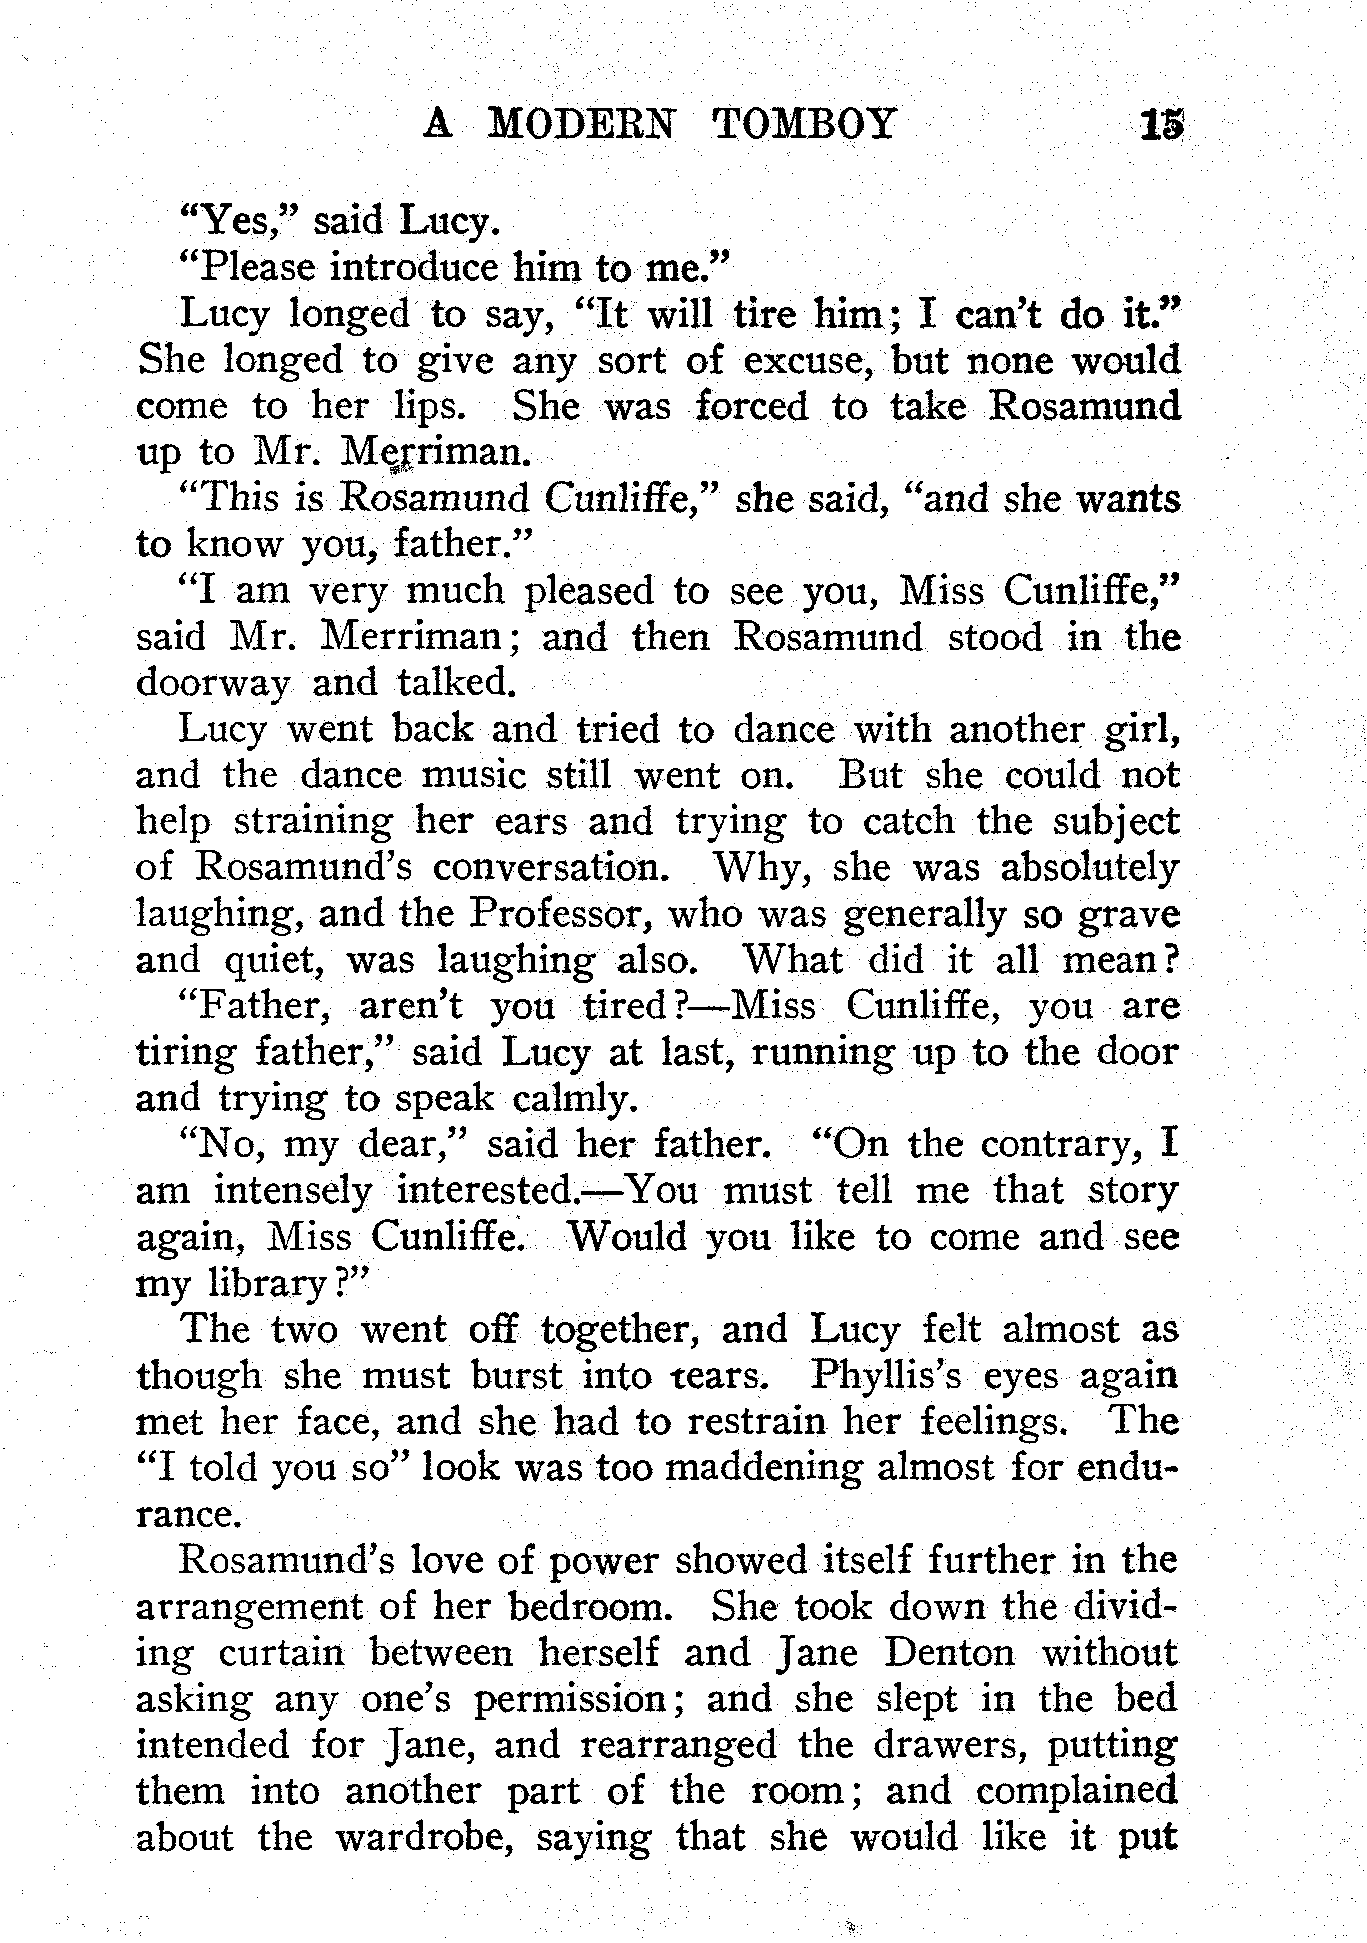 A MODERN TOMBOY 15
“Yes,” said Lucy.
“Please introduce him to me.”
Lucy longed to say, “It will tire him; I can’t do it.”
She longed to give any sort of excuse, but none would
come to her lips. She was forced to take Rosamund
up to Mr. Merriman.
“This is Rosamund Cunliffe,” she said, “and she wants
to know you, father.”
“I am very much pleased to see you, Miss Cunliffe,”
said Mr. Merriman; and then Rosamund stood in the
doorway and talked.
Lucy went back and tried to dance with another girl,
and the dance music still went on. But she could not
help straining her ears and trying to catch the subject
of Rosamund’s conversation. Why, she was absolutely
laughing, and the Professor, who was generally so grave
and quiet, was laughing also. What did it all mean?
“Father, aren’t you tired?—Miss Cunliffe, you are
tiring father,” said Lucy at last, running up to the door
and trying to speak calmly.
“No, my dear,” said her father. “On the contrary, I
am intensely interested.—You must tell me that story
again, Miss Cunliffe. Would you like to come and see
my library?”
The two went off together, and Lucy felt almost as
though she must burst into tears. Phyllis’s eyes again
met her face, and she had to restrain her feelings. The
“I told you so” look was too maddening almost for endu-
rance.
Rosamund’s love of power showed itself further in the
arrangement of her bedroom. She took down the divid-
ing curtain between herself and Jane Denton without
asking any one’s permission; and she slept in the bed
intended for Jane, and rearranged the drawers, putting
them into another part of the room; and complained
about the wardrobe, saying that she would like it put